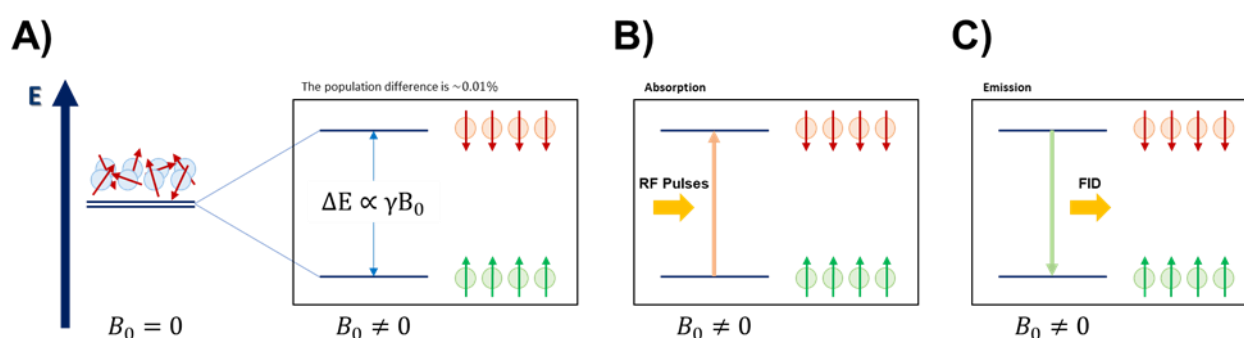 A)
E
B₀ = 0
The population difference is ~0.01%
ΔE ∝ γB₀
B₀ ≠ 0
B)
Absorption
RF Pulses
B₀ ≠ 0
C)
Emission
FID
B₀ ≠ 0